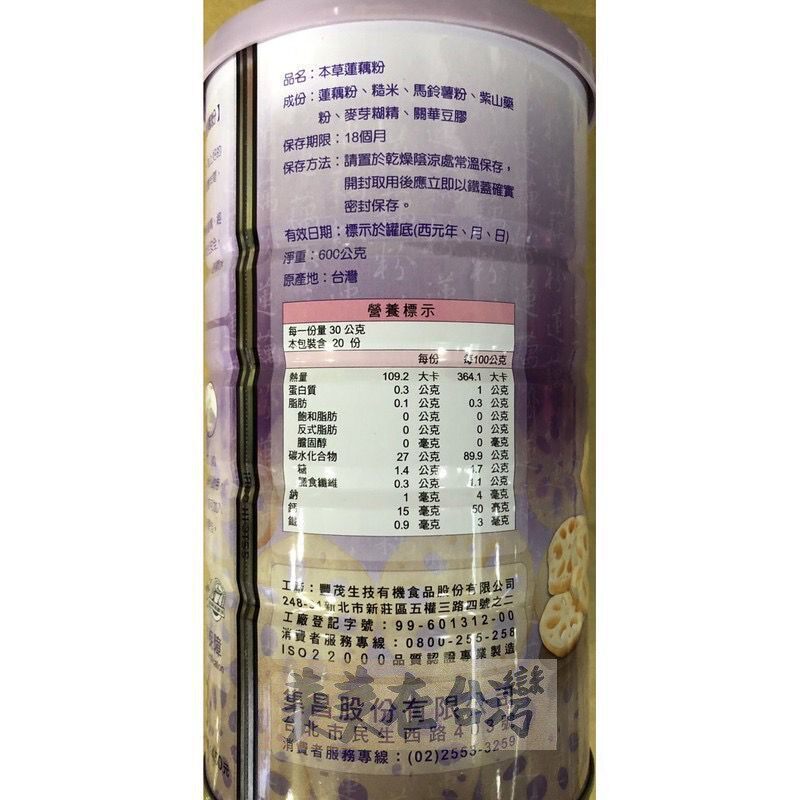 品名：本草蓮藕粉
成份：蓮藕粉、糙米、馬鈴薯粉、紫山藥
粉、麥芽糊精、關華豆膠
保存期限：18個月
保存方法：請置於乾燥陰涼處常溫保存，
開封取用後應立即以鐵蓋確實
密封保存。
有效日期：標示於罐底(西元年、月、日)
淨重：600公克
原產地：台灣
營養標示
每一份量 30 公克
本包裝含 20 份
每份 每100公克
熱量 109.2 大卡 364.1 大卡
蛋白質 0.3 公克 1 公克
脂肪 0.1 公克 0.3 公克
飽和脂肪 0 公克 0 公克
反式脂肪 0 公克 0 公克
膽固醇 0 毫克 0 毫克
碳水化合物 27 公克 89.9 公克
糖 1.4 公克 1.7 公克
膳食纖維 0.3 公克 1.1 公克
鈉 1 毫克 4 毫克
鈣 15 毫克 50 毫克
鐵 0.9 毫克 3 毫克
工廠：豐茂生技有機食品股份有限公司
248-31新北市新莊區五權三路四號之二
工廠登記字號：99-601312-00
消費者服務專線：0800-255-258
ISO22000品質認證專業製造
集昌股份有限
台北市民生西路403號
消費者服務專線：(02)2553-3259
美在台灣